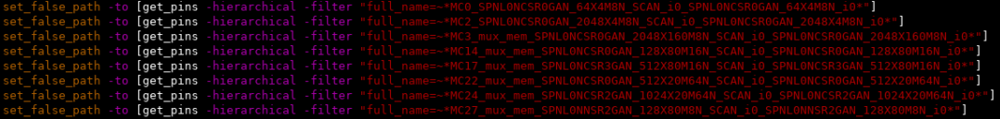 set_false_path -to [get_pins -hierarchical -filter "full_name=~*MC0_SPNL0NCSR0GAN_64X4M8N_SCAN_i0_SPNL0NCSR0GAN_64X4M8N_i0*"]
set_false_path -to [get_pins -hierarchical -filter "full_name=~*MC2_SPNL0NCSR0GAN_2048X4M8N_SCAN_i0_SPNL0NCSR0GAN_2048X4M8N_i0*"]
set_false_path -to [get_pins -hierarchical -filter "full_name=~*MC3_mux_mem_SPNL0NCSR0GAN_2048X160M8N_SCAN_i0_SPNL0NCSR0GAN_2048X160M8N_i0*"]
set_false_path -to [get_pins -hierarchical -filter "full_name=~*MC14_mux_mem_SPNL0NCSR0GAN_128X80M16N_SCAN_i0_SPNL0NCSR0GAN_128X80M16N_i0*"]
set_false_path -to [get_pins -hierarchical -filter "full_name=~*MC17_mux_mem_SPNL0NCSR3GAN_512X80M16N_SCAN_i0_SPNL0NCSR3GAN_512X80M16N_i0*"]
set_false_path -to [get_pins -hierarchical -filter "full_name=~*MC22_mux_mem_SPNL0NCSR0GAN_512X20M64N_SCAN_i0_SPNL0NCSR0GAN_512X20M64N_i0*"]
set_false_path -to [get_pins -hierarchical -filter "full_name=~*MC24_mux_mem_SPNL0NCSR2GAN_1024X20M64N_SCAN_i0_SPNL0NCSR2GAN_1024X20M64N_i0*"]
set_false_path -to [get_pins -hierarchical -filter "full_name=~*MC27_mux_mem_SPNL0NNSR2GAN_128X80M8N_SCAN_i0_SPNL0NNSR2GAN_128X80M8N_i0*"]